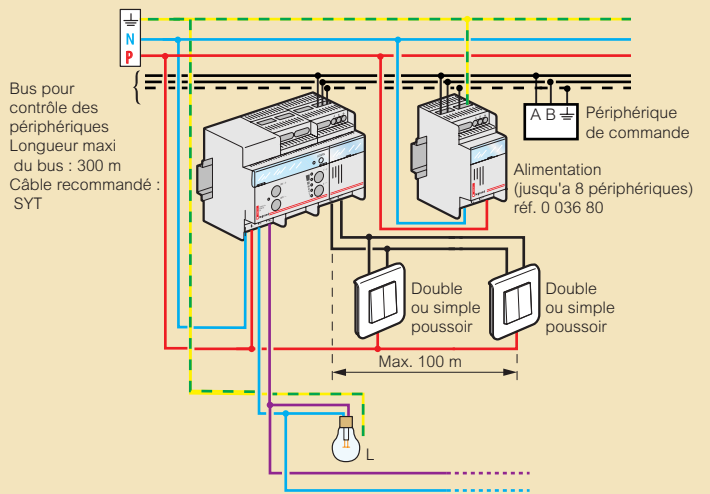 N
P
Bus pour
contrôle des
périphériques
Longueur maxi
du bus : 300 m
Câble recommandé :
SYT
A B
Périphérique
de commande
Alimentation
(jusqu'a 8 périphériques)
réf. 0 036 80
Double
ou simple
poussoir
Double
ou simple
poussoir
Max. 100 m
L